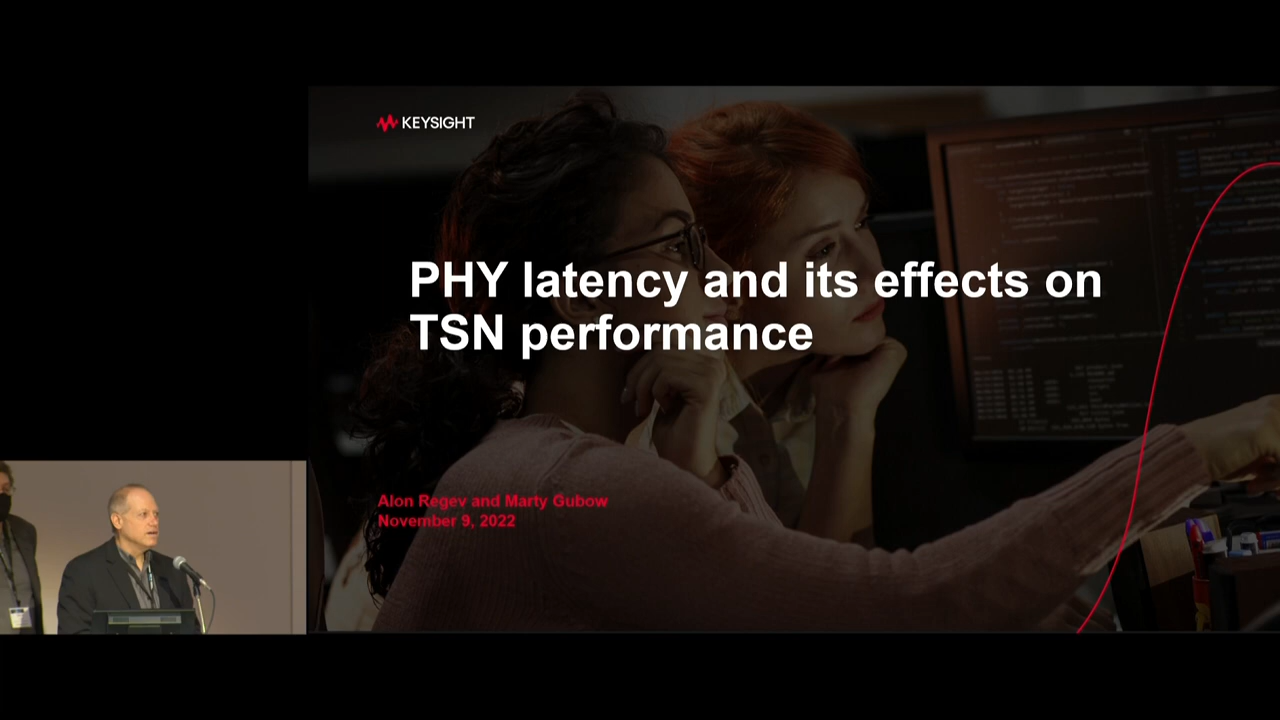 KEYSIGHT
PHY latency and its effects on
TSN performance
Alon Regev and Marty Gubow
November 9, 2022